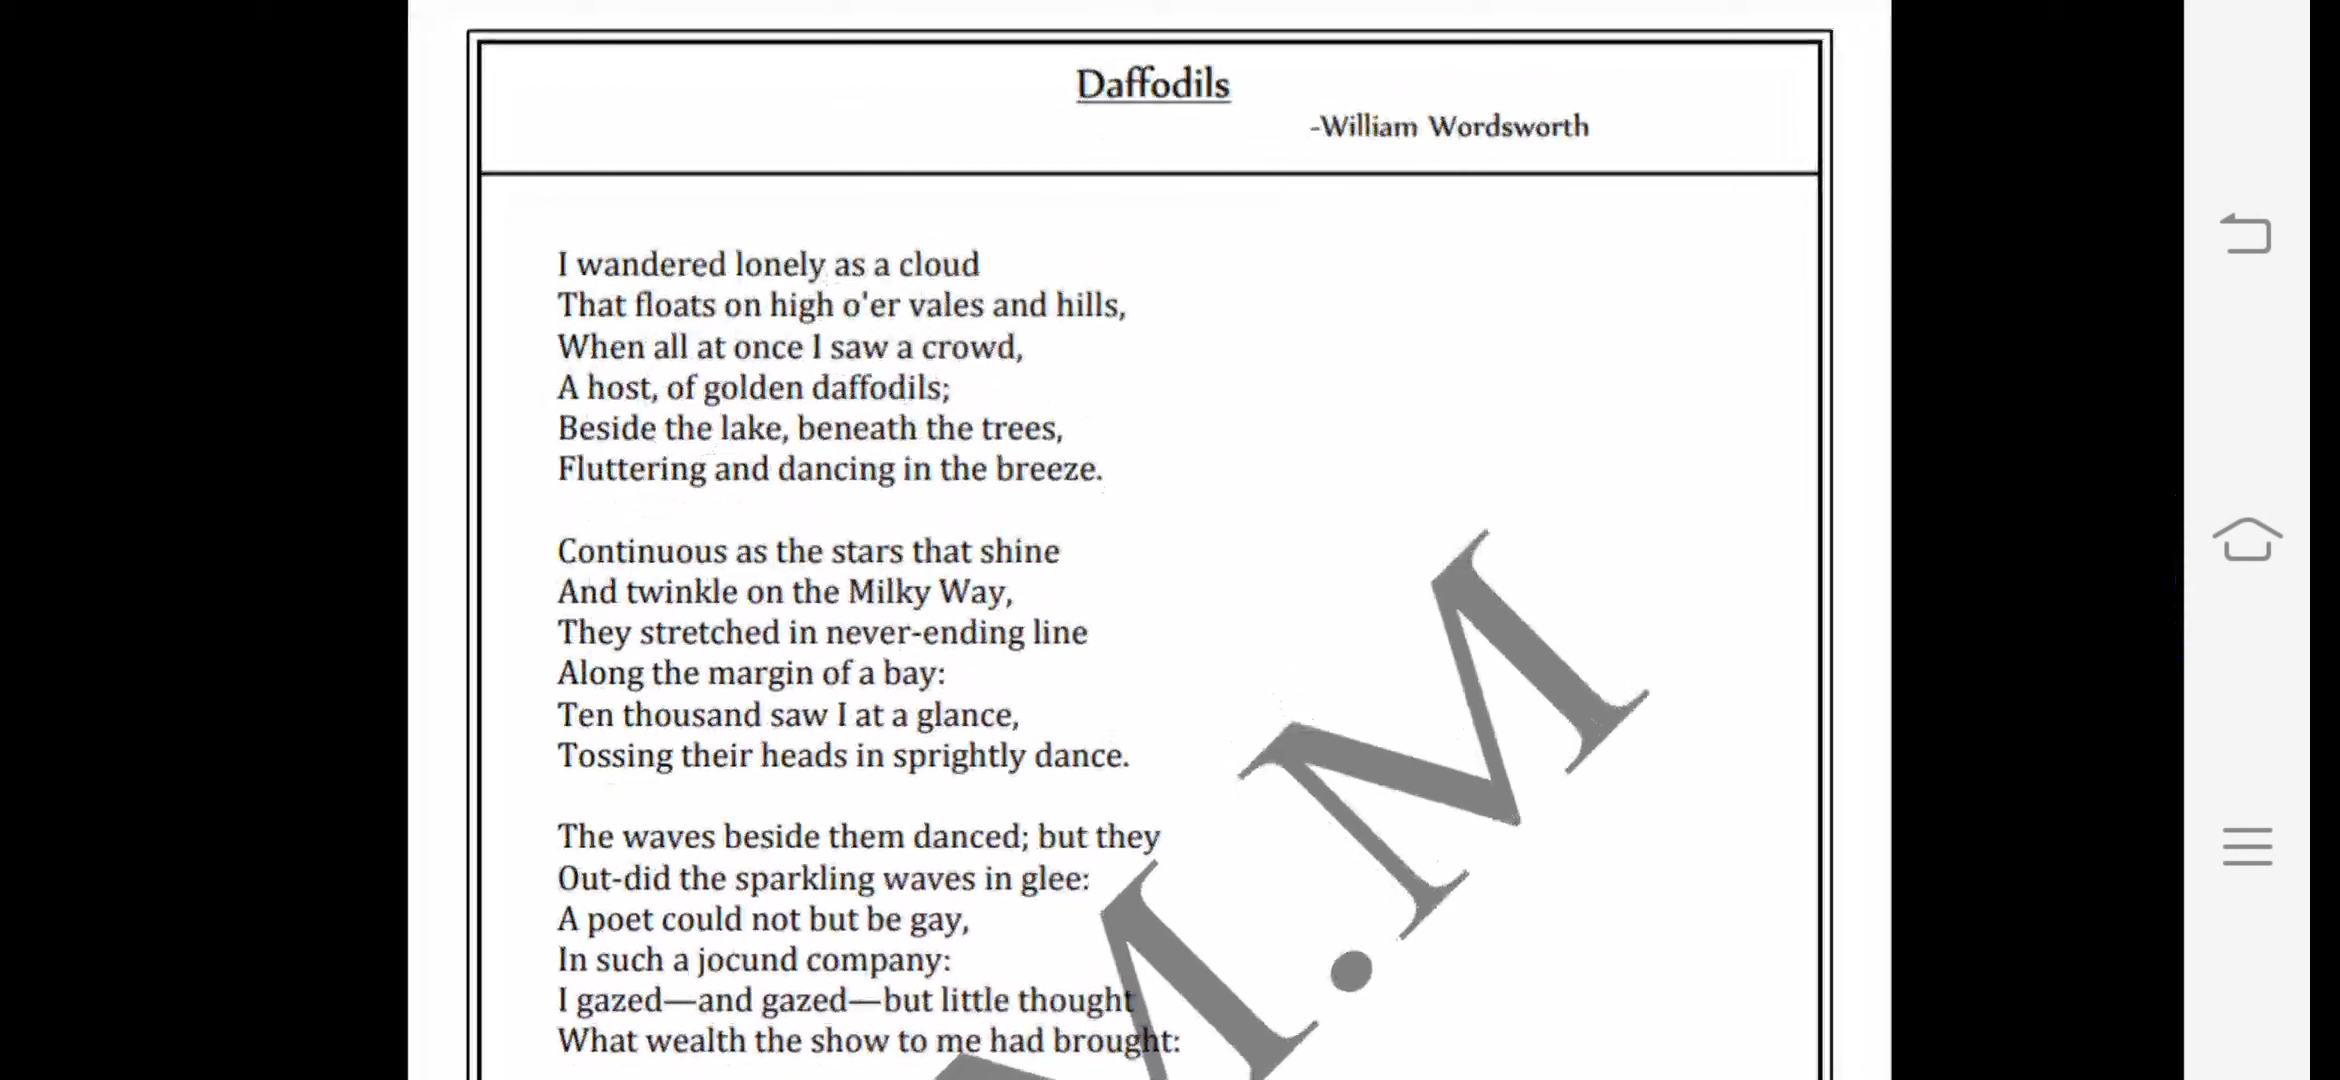 Daffodils
-William Wordsworth
I wandered lonely as a cloud
That floats on high o'er vales and hills,
When all at once I saw a crowd,
A host, of golden daffodils;
Beside the lake, beneath the trees,
Fluttering and dancing in the breeze.
Continuous as the stars that shine
And twinkle on the Milky Way,
They stretched in never-ending line
Along the margin of a bay:
Ten thousand saw I at a glance,
Tossing their heads in sprightly dance.
The waves beside them danced; but they
Out-did the sparkling waves in glee:
A poet could not but be gay,
In such a jocund company:
I gazed—and gazed—but little thought
What wealth the show to me had brought:
M.M